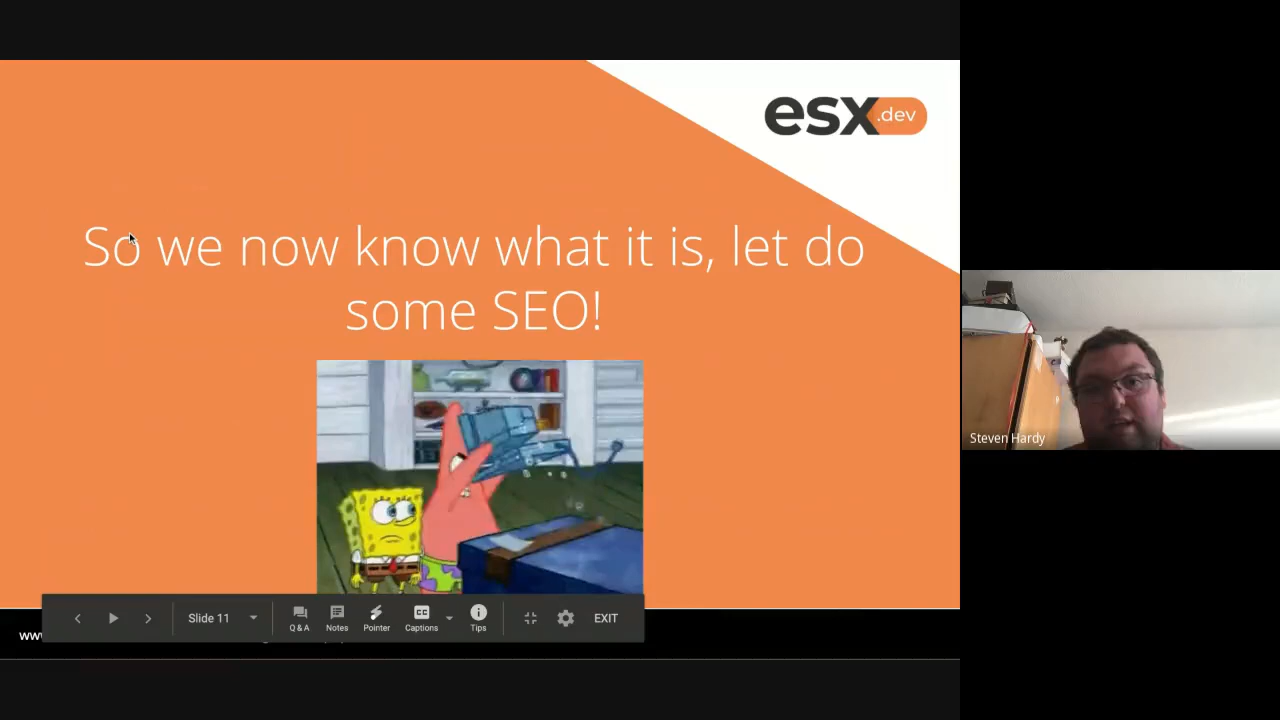 esx.dev
So we now know what it is, let do
some SEO!
Steven Hardy
Slide 11
Q & A
Notes
Pointer
CC
Captions
Tips
EXIT